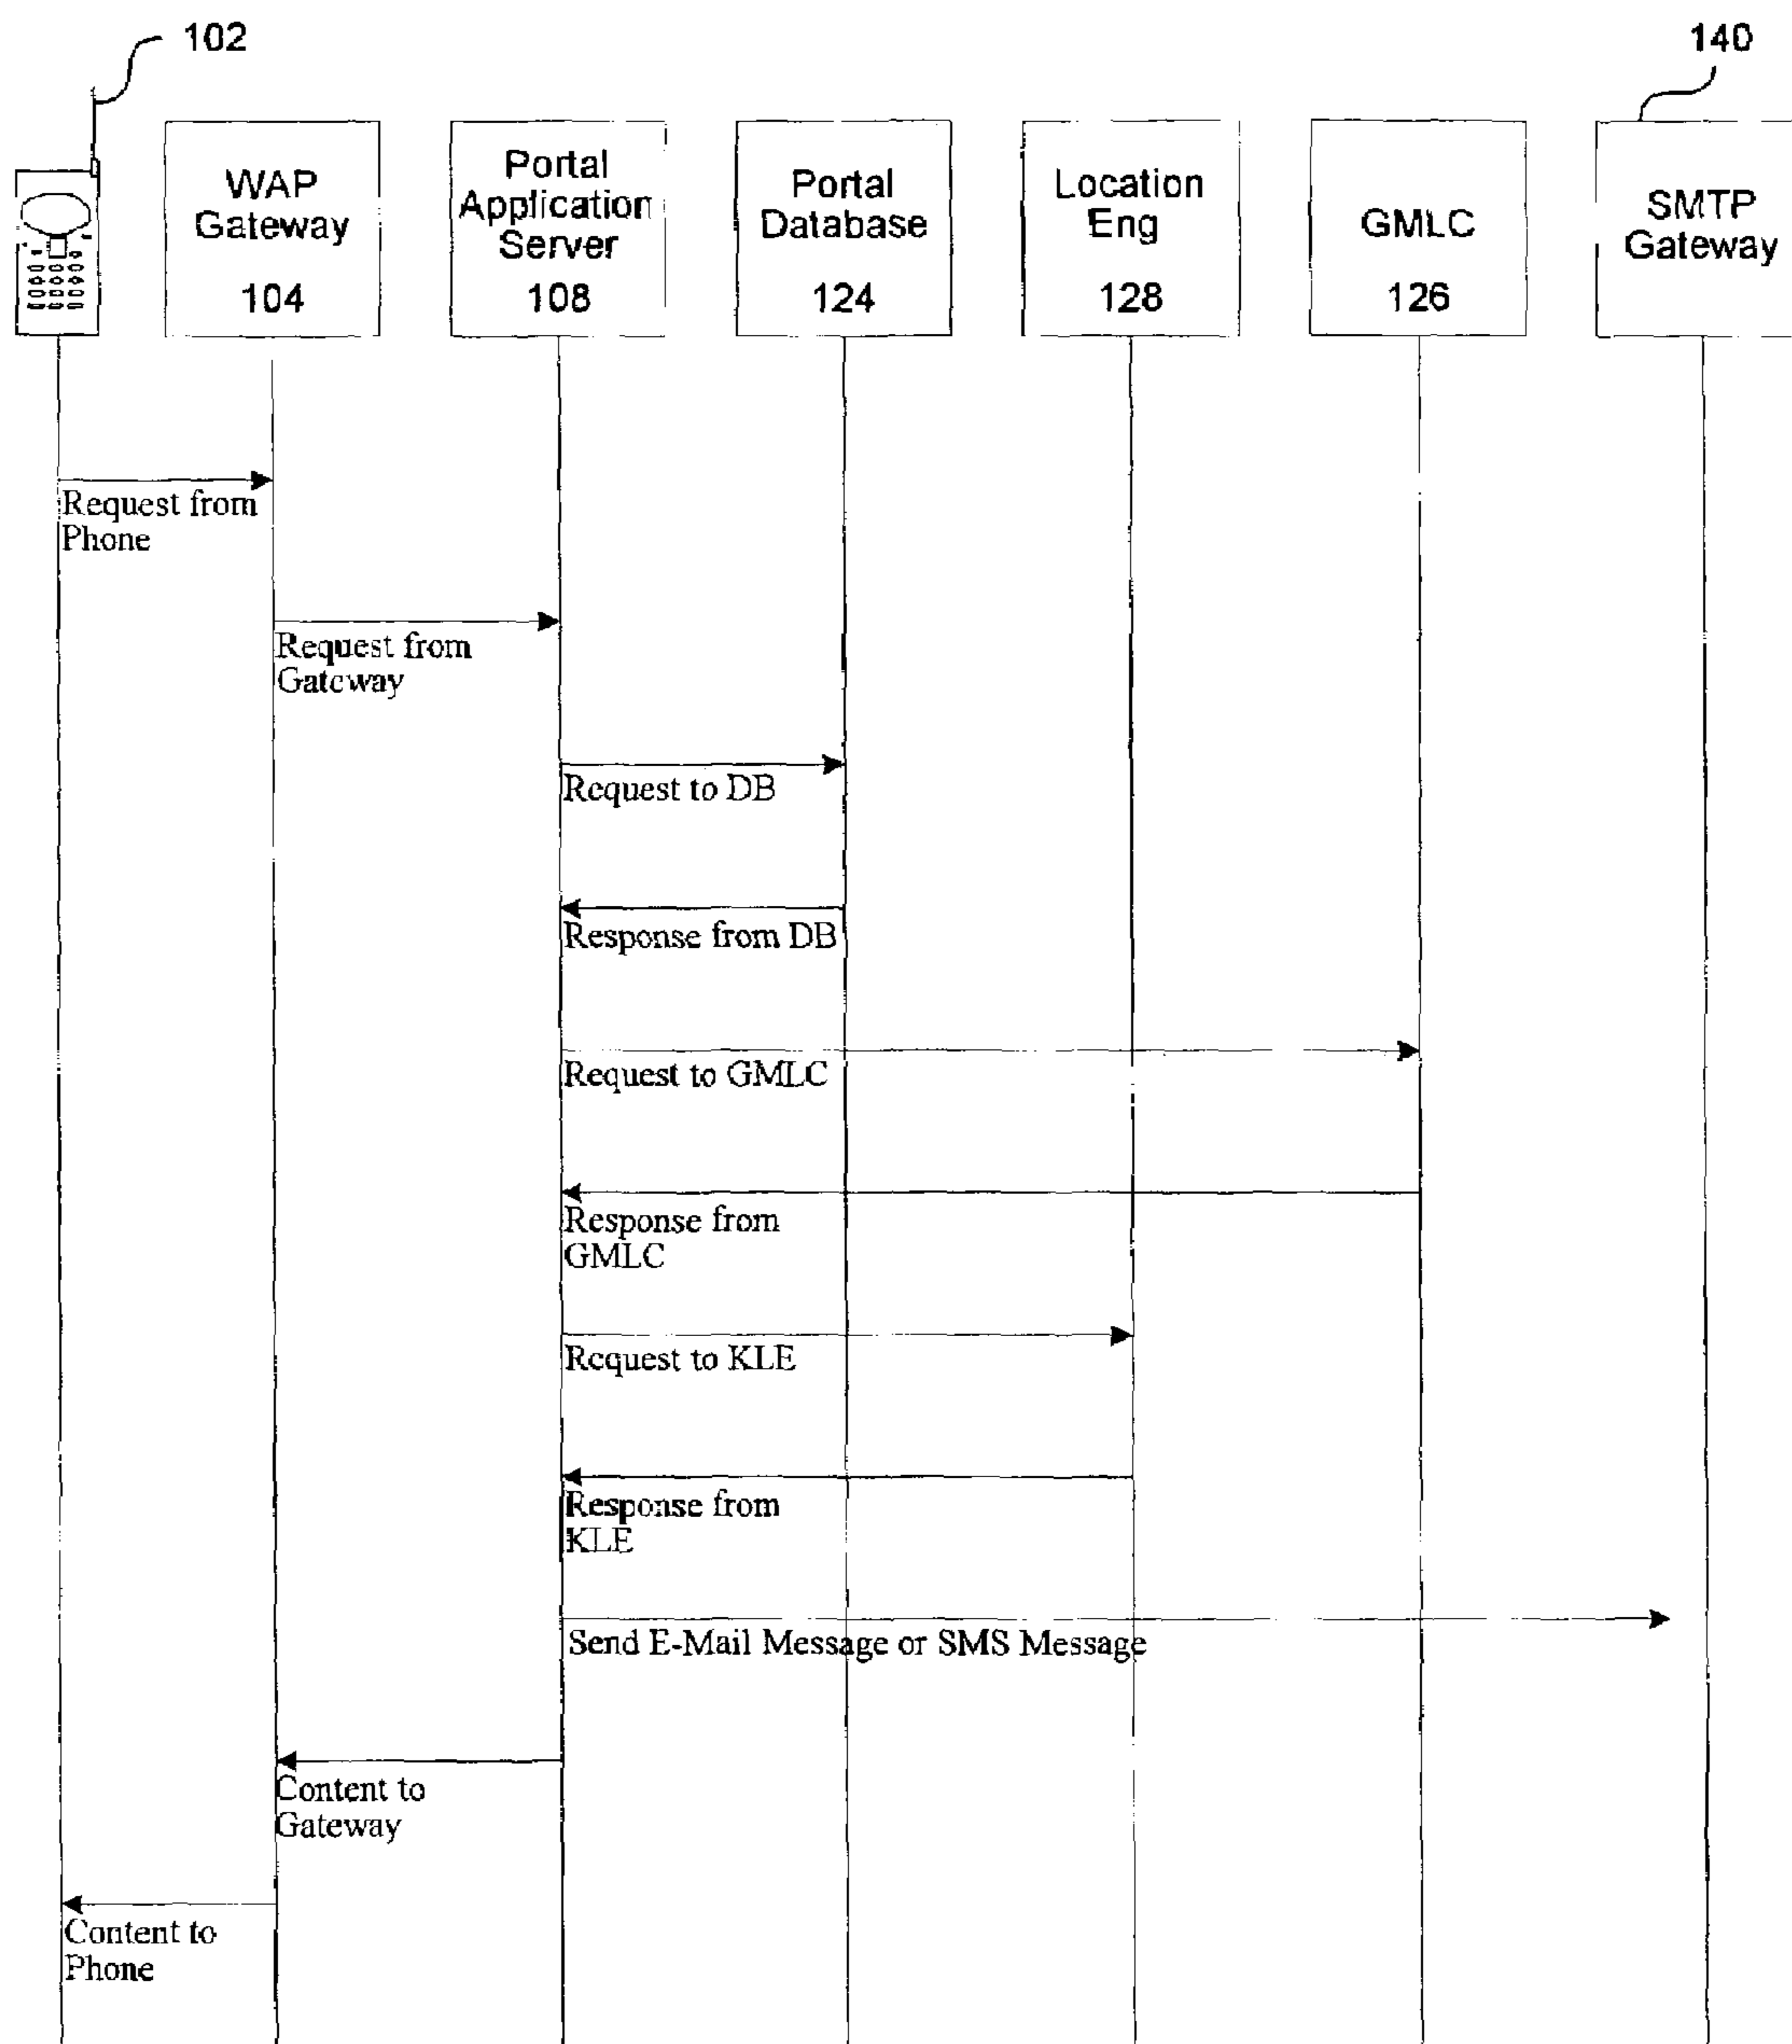 102
140
WAP
Gateway
104
Portal
Application
Server
108
Portal
Database
124
Location
Eng
128
GMLC
126
SMTP
Gateway
Request from
Phone
Request from
Gateway
Request to DB
Response from DB
Request to GMLC
Response from
GMLC
Request to KLE
Response from
KLE
Send E-Mail Message or SMS Message
Content to
Gateway
Content to
Phone